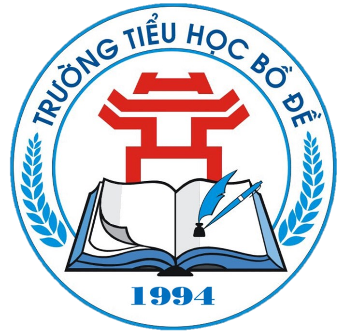 TRƯỜNG TIỂU HỌC BỒ ĐỀ
1994